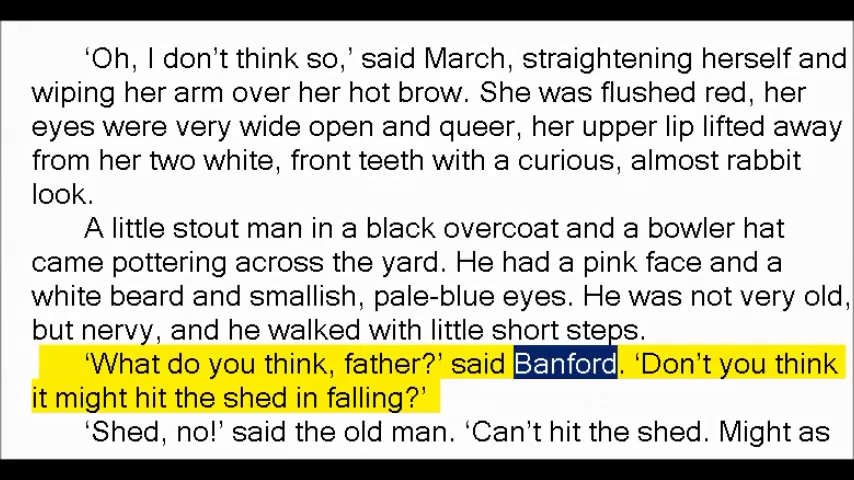 ‘Oh, I don’t think so,’ said March, straightening herself and
wiping her arm over her hot brow. She was flushed red, her
eyes were very wide open and queer, her upper lip lifted away
from her two white, front teeth with a curious, almost rabbit
look.
A little stout man in a black overcoat and a bowler hat
came pottering across the yard. He had a pink face and a
white beard and smallish, pale-blue eyes. He was not very old,
but nervy, and he walked with little short steps.
‘What do you think, father?’ said Banford. ‘Don’t you think
it might hit the shed in falling?’
‘Shed, no!’ said the old man. ‘Can’t hit the shed. Might as